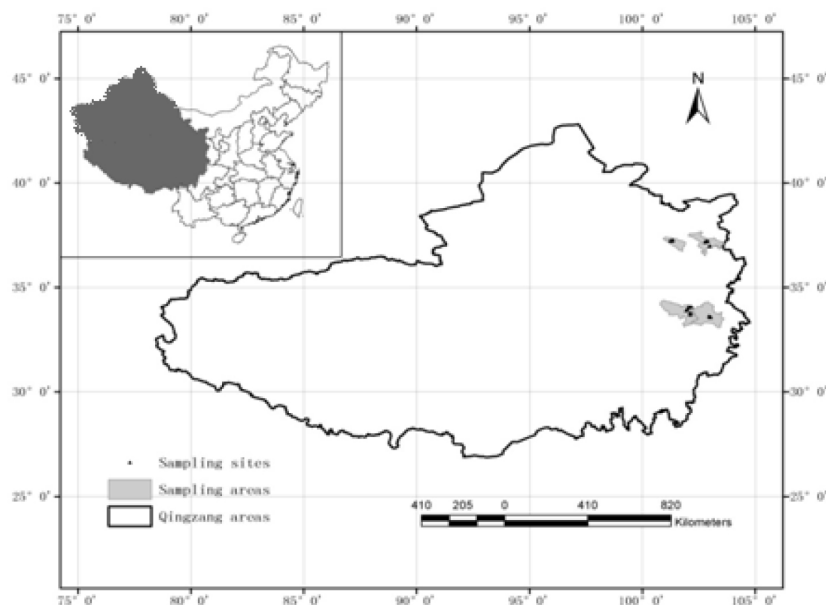 75° 0' 80° 0' 85° 0' 90° 0' 95° 0' 100° 0' 105° 0'
45° 0' 45° 0'
N
40° 0' 40° 0'
35° 0' 35° 0'
30° 0' 30° 0'
Sampling sites
Sampling areas
25° 0' 25° 0'
Qingzang areas
410 205 0 410 820
Kilometers
75° 0' 80° 0' 85° 0' 90° 0' 95° 0' 100° 0' 105° 0'